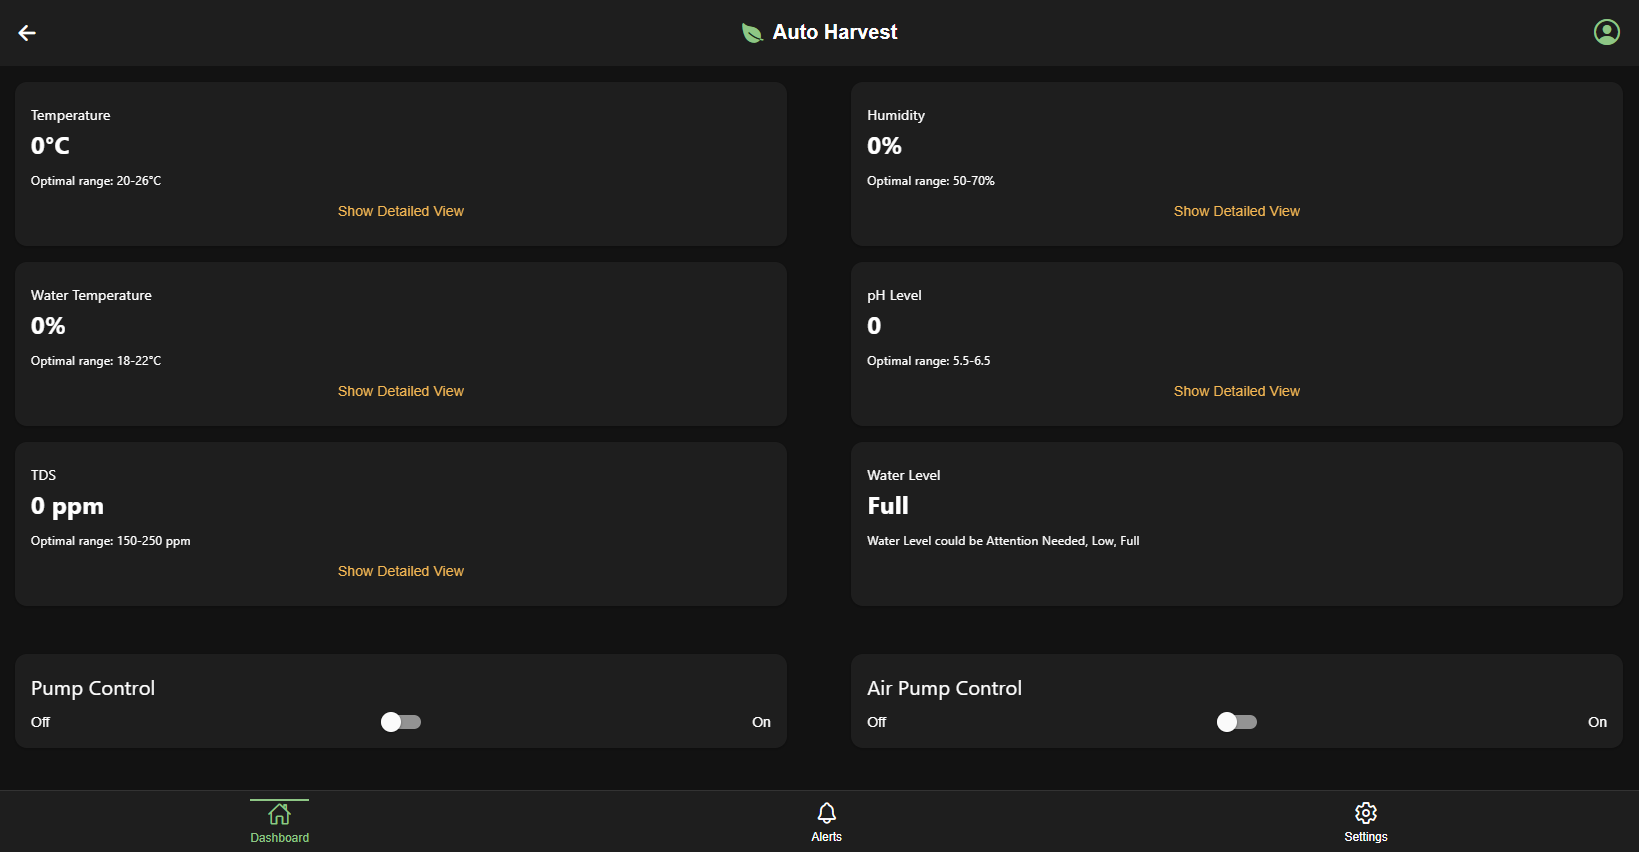 Auto Harvest
Temperature
0°C
Optimal range: 20-26°C
Show Detailed View
Humidity
0%
Optimal range: 50-70%
Show Detailed View
Water Temperature
0%
Optimal range: 18-22°C
Show Detailed View
pH Level
0
Optimal range: 5.5-6.5
Show Detailed View
TDS
0 ppm
Optimal range: 150-250 ppm
Show Detailed View
Water Level
Full
Water Level could be Attention Needed, Low, Full
Pump Control
Off On
Air Pump Control
Off On
Dashboard
Alerts
Settings